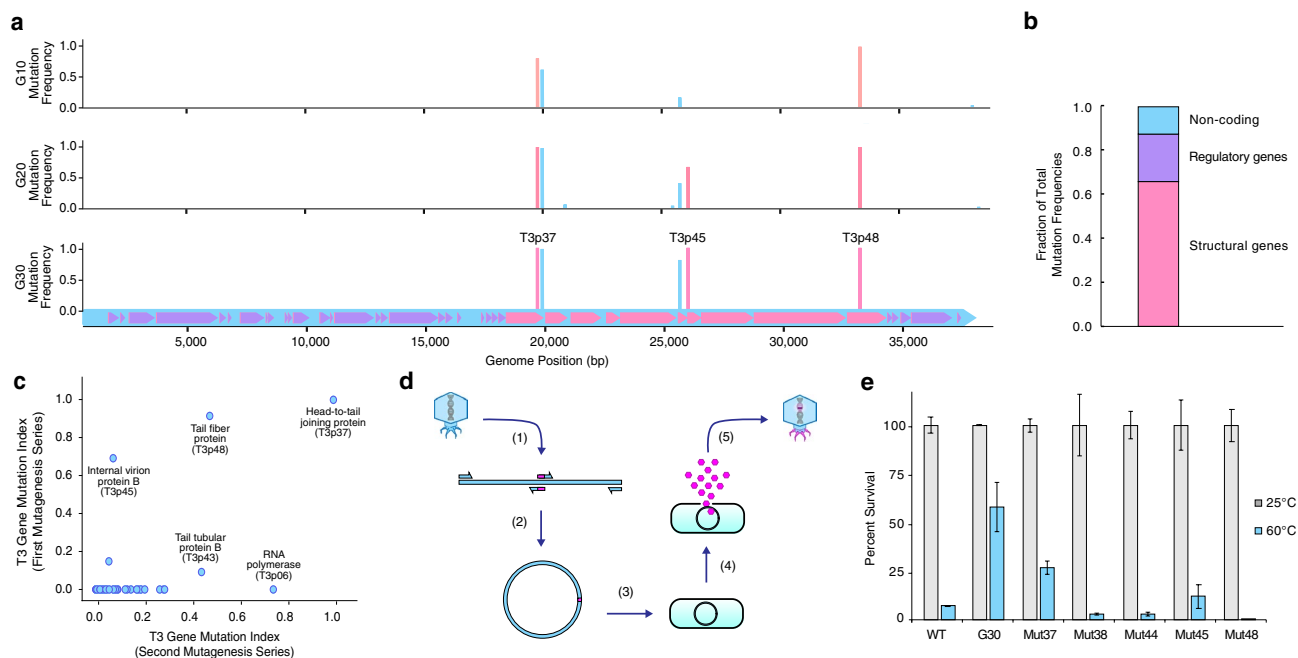 a
G10
Mutation
Frequency
1.0
0.5
0.0
G20
Mutation
Frequency
1.0
0.5
0.0
G30
Mutation
Frequency
1.0
0.5
0.0
T3p37
T3p45
T3p48
5,000
10,000
15,000
20,000
25,000
30,000
35,000
Genome Position (bp)
b
Fraction of Total
Mutation Frequencies
1.0
0.8
0.6
0.4
0.2
0.0
Non-coding
Regulatory genes
Structural genes
c
T3 Gene Mutation Index
(First Mutagenesis Series)
1.0
0.8
0.6
0.4
0.2
0.0
Head-to-tail
joining protein
(T3p37)
Tail fiber
protein
(T3p48)
Internal virion
protein B
(T3p45)
Tail tubular
protein B
(T3p43)
RNA
polymerase
(T3p06)
0.0
0.2
0.4
0.6
0.8
1.0
T3 Gene Mutation Index
(Second Mutagenesis Series)
d
(1)
(2)
(3)
(4)
(5)
e
Percent Survival
100
75
50
25
0
WT
G30
Mut37
Mut38
Mut44
Mut45
Mut48
25°C
60°C